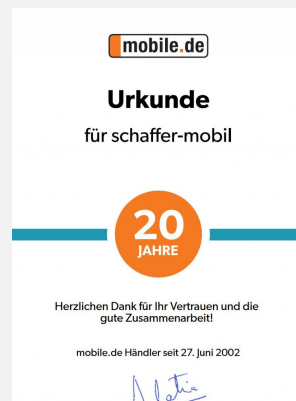 mobile.de
Urkunde
für schaffer-mobil
20
JAHRE
Herzlichen Dank für Ihr Vertrauen und die
gute Zusammenarbeit!
mobile.de Händler seit 27. Juni 2002